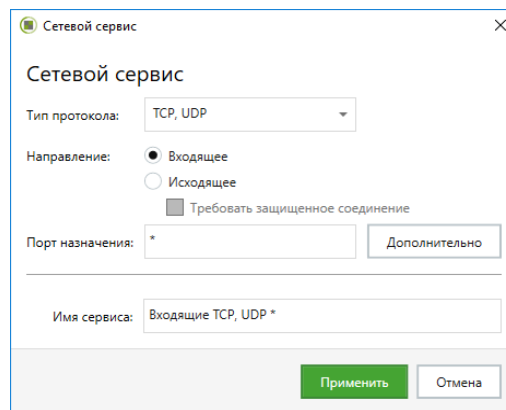 Сетевой сервис
Сетевой сервис
Тип протокола: TCP, UDP
Направление: Входящее
Исходящее
Требовать защищенное соединение
Порт назначения: * Дополнительно
Имя сервиса: Входящие TCP, UDP *
Применить Отмена